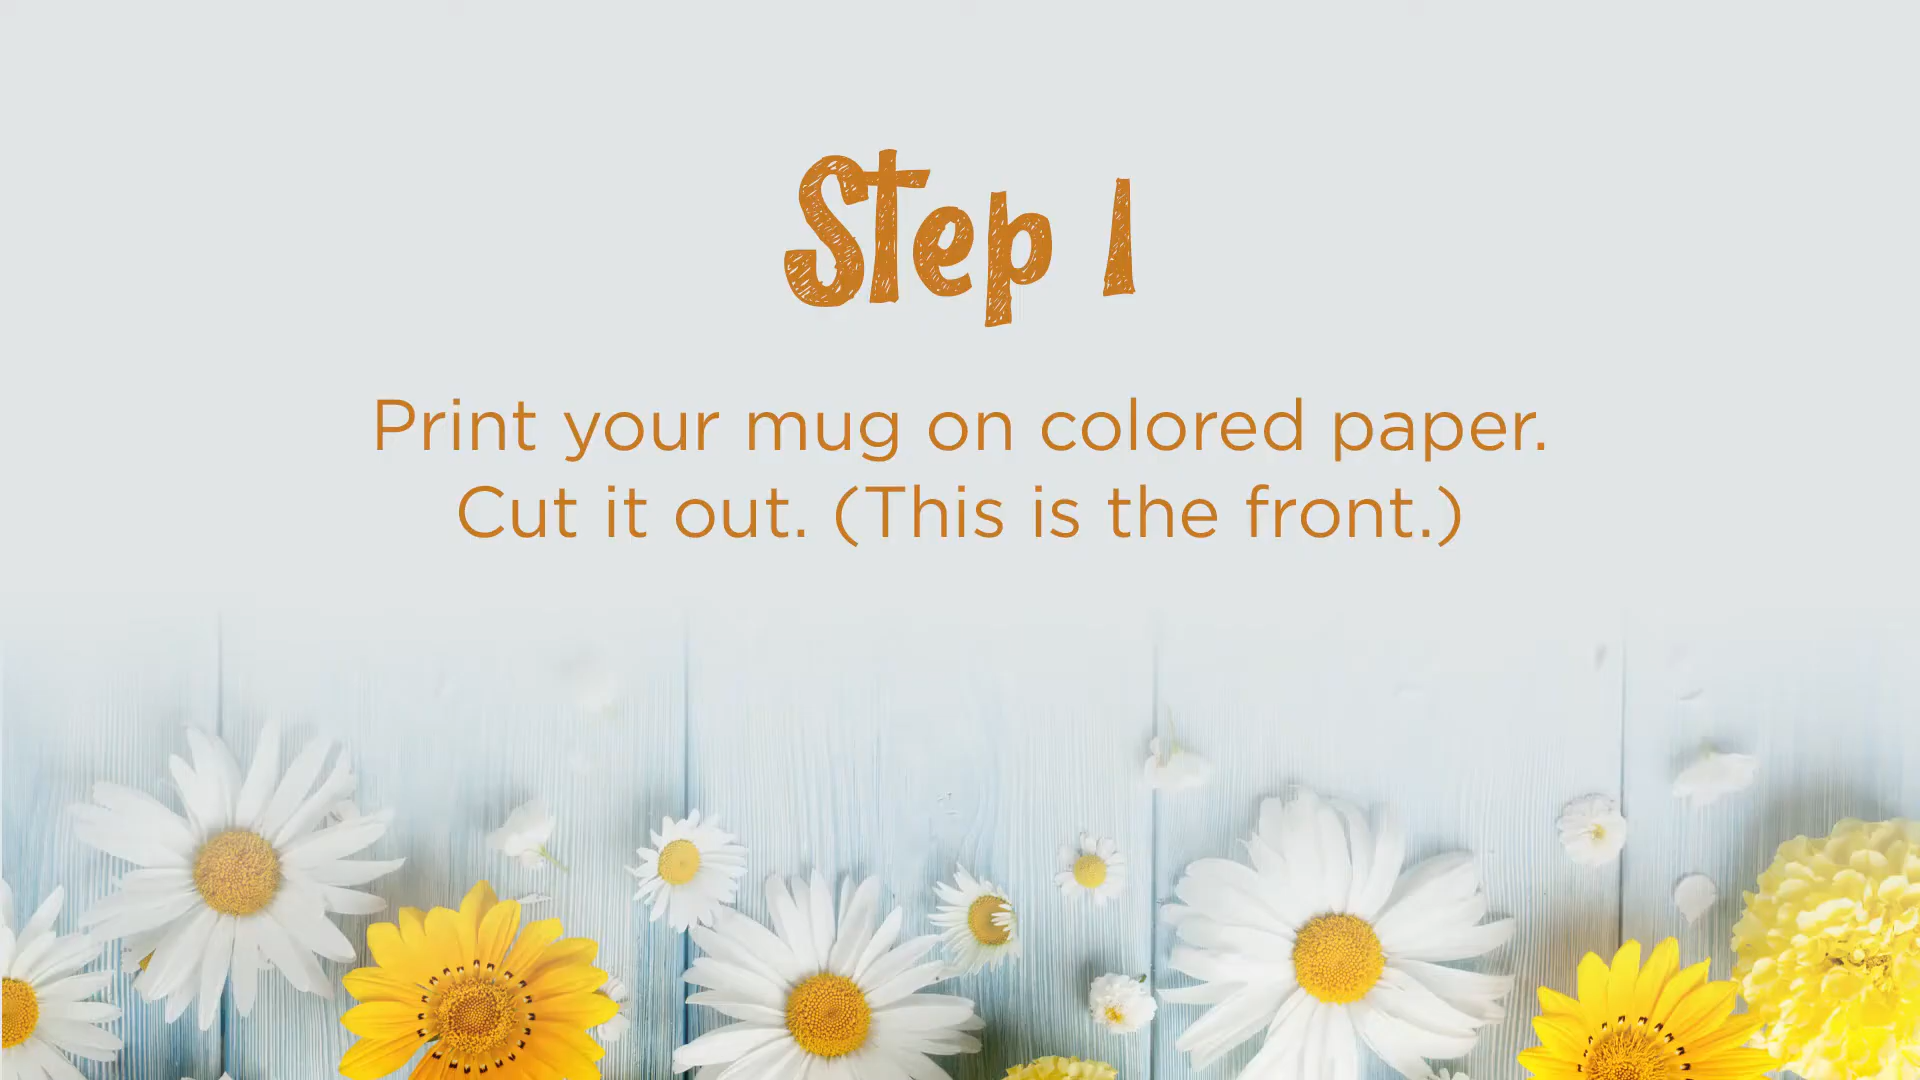 Step 1
Print your mug on colored paper.
Cut it out. (This is the front.)